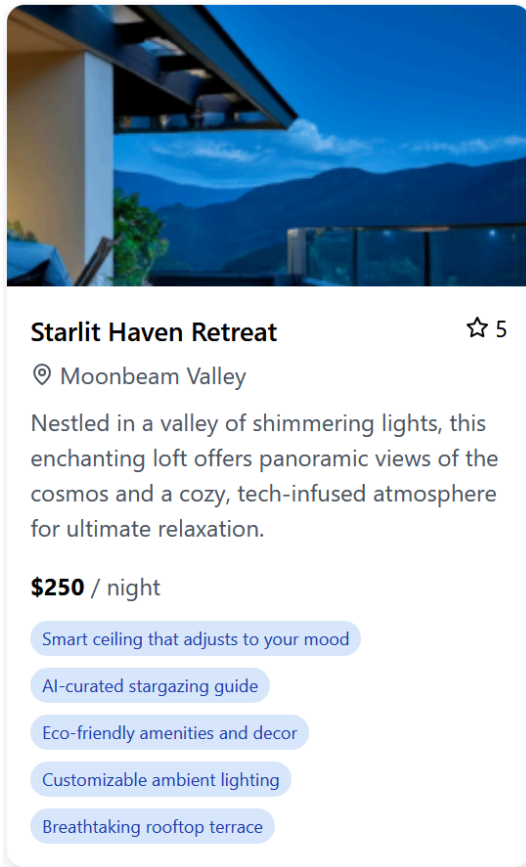 Starlit Haven Retreat
5
Moonbeam Valley
Nestled in a valley of shimmering lights, this
enchanting loft offers panoramic views of the
cosmos and a cozy, tech-infused atmosphere
for ultimate relaxation.
$250 / night
Smart ceiling that adjusts to your mood
AI-curated stargazing guide
Eco-friendly amenities and decor
Customizable ambient lighting
Breathtaking rooftop terrace